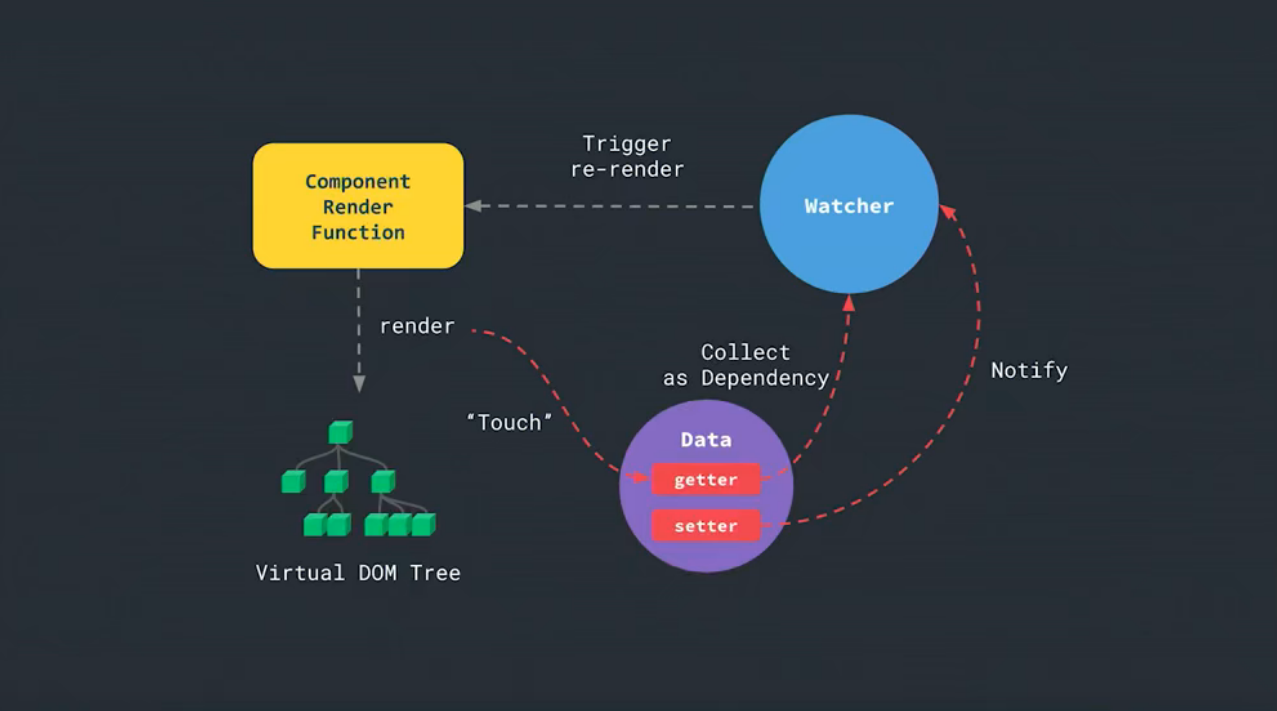 Trigger
re-render
Component
Render
Function
Watcher
render
Collect
as Dependency
Notify
“Touch”
Data
getter
setter
Virtual DOM Tree